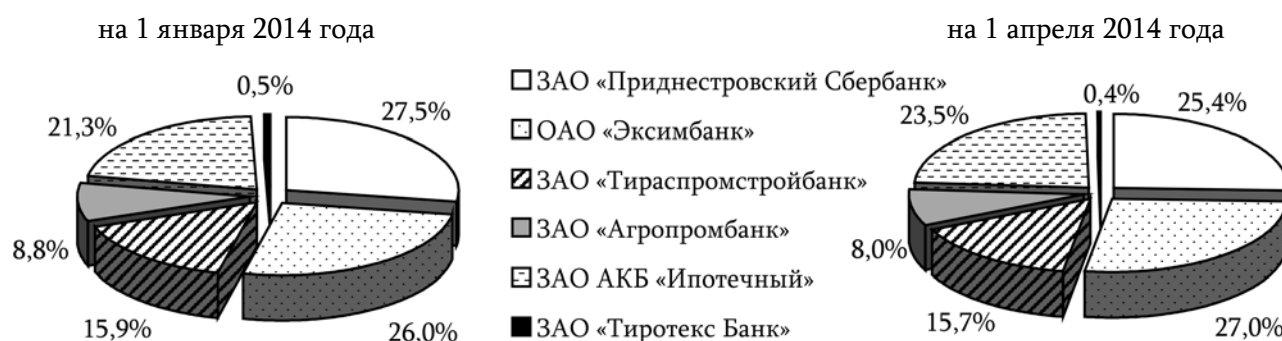 на 1 января 2014 года
на 1 апреля 2014 года
0,5%
27,5%
21,3%
8,8%
15,9%
26,0%
ЗАО «Приднестровский Сбербанк»
ОАО «Эксимбанк»
ЗАО «Тираспромстройбанк»
ЗАО «Агропромбанк»
ЗАО АКБ «Ипотечный»
ЗАО «Тиротекс Банк»
0,4%
25,4%
23,5%
8,0%
15,7%
27,0%